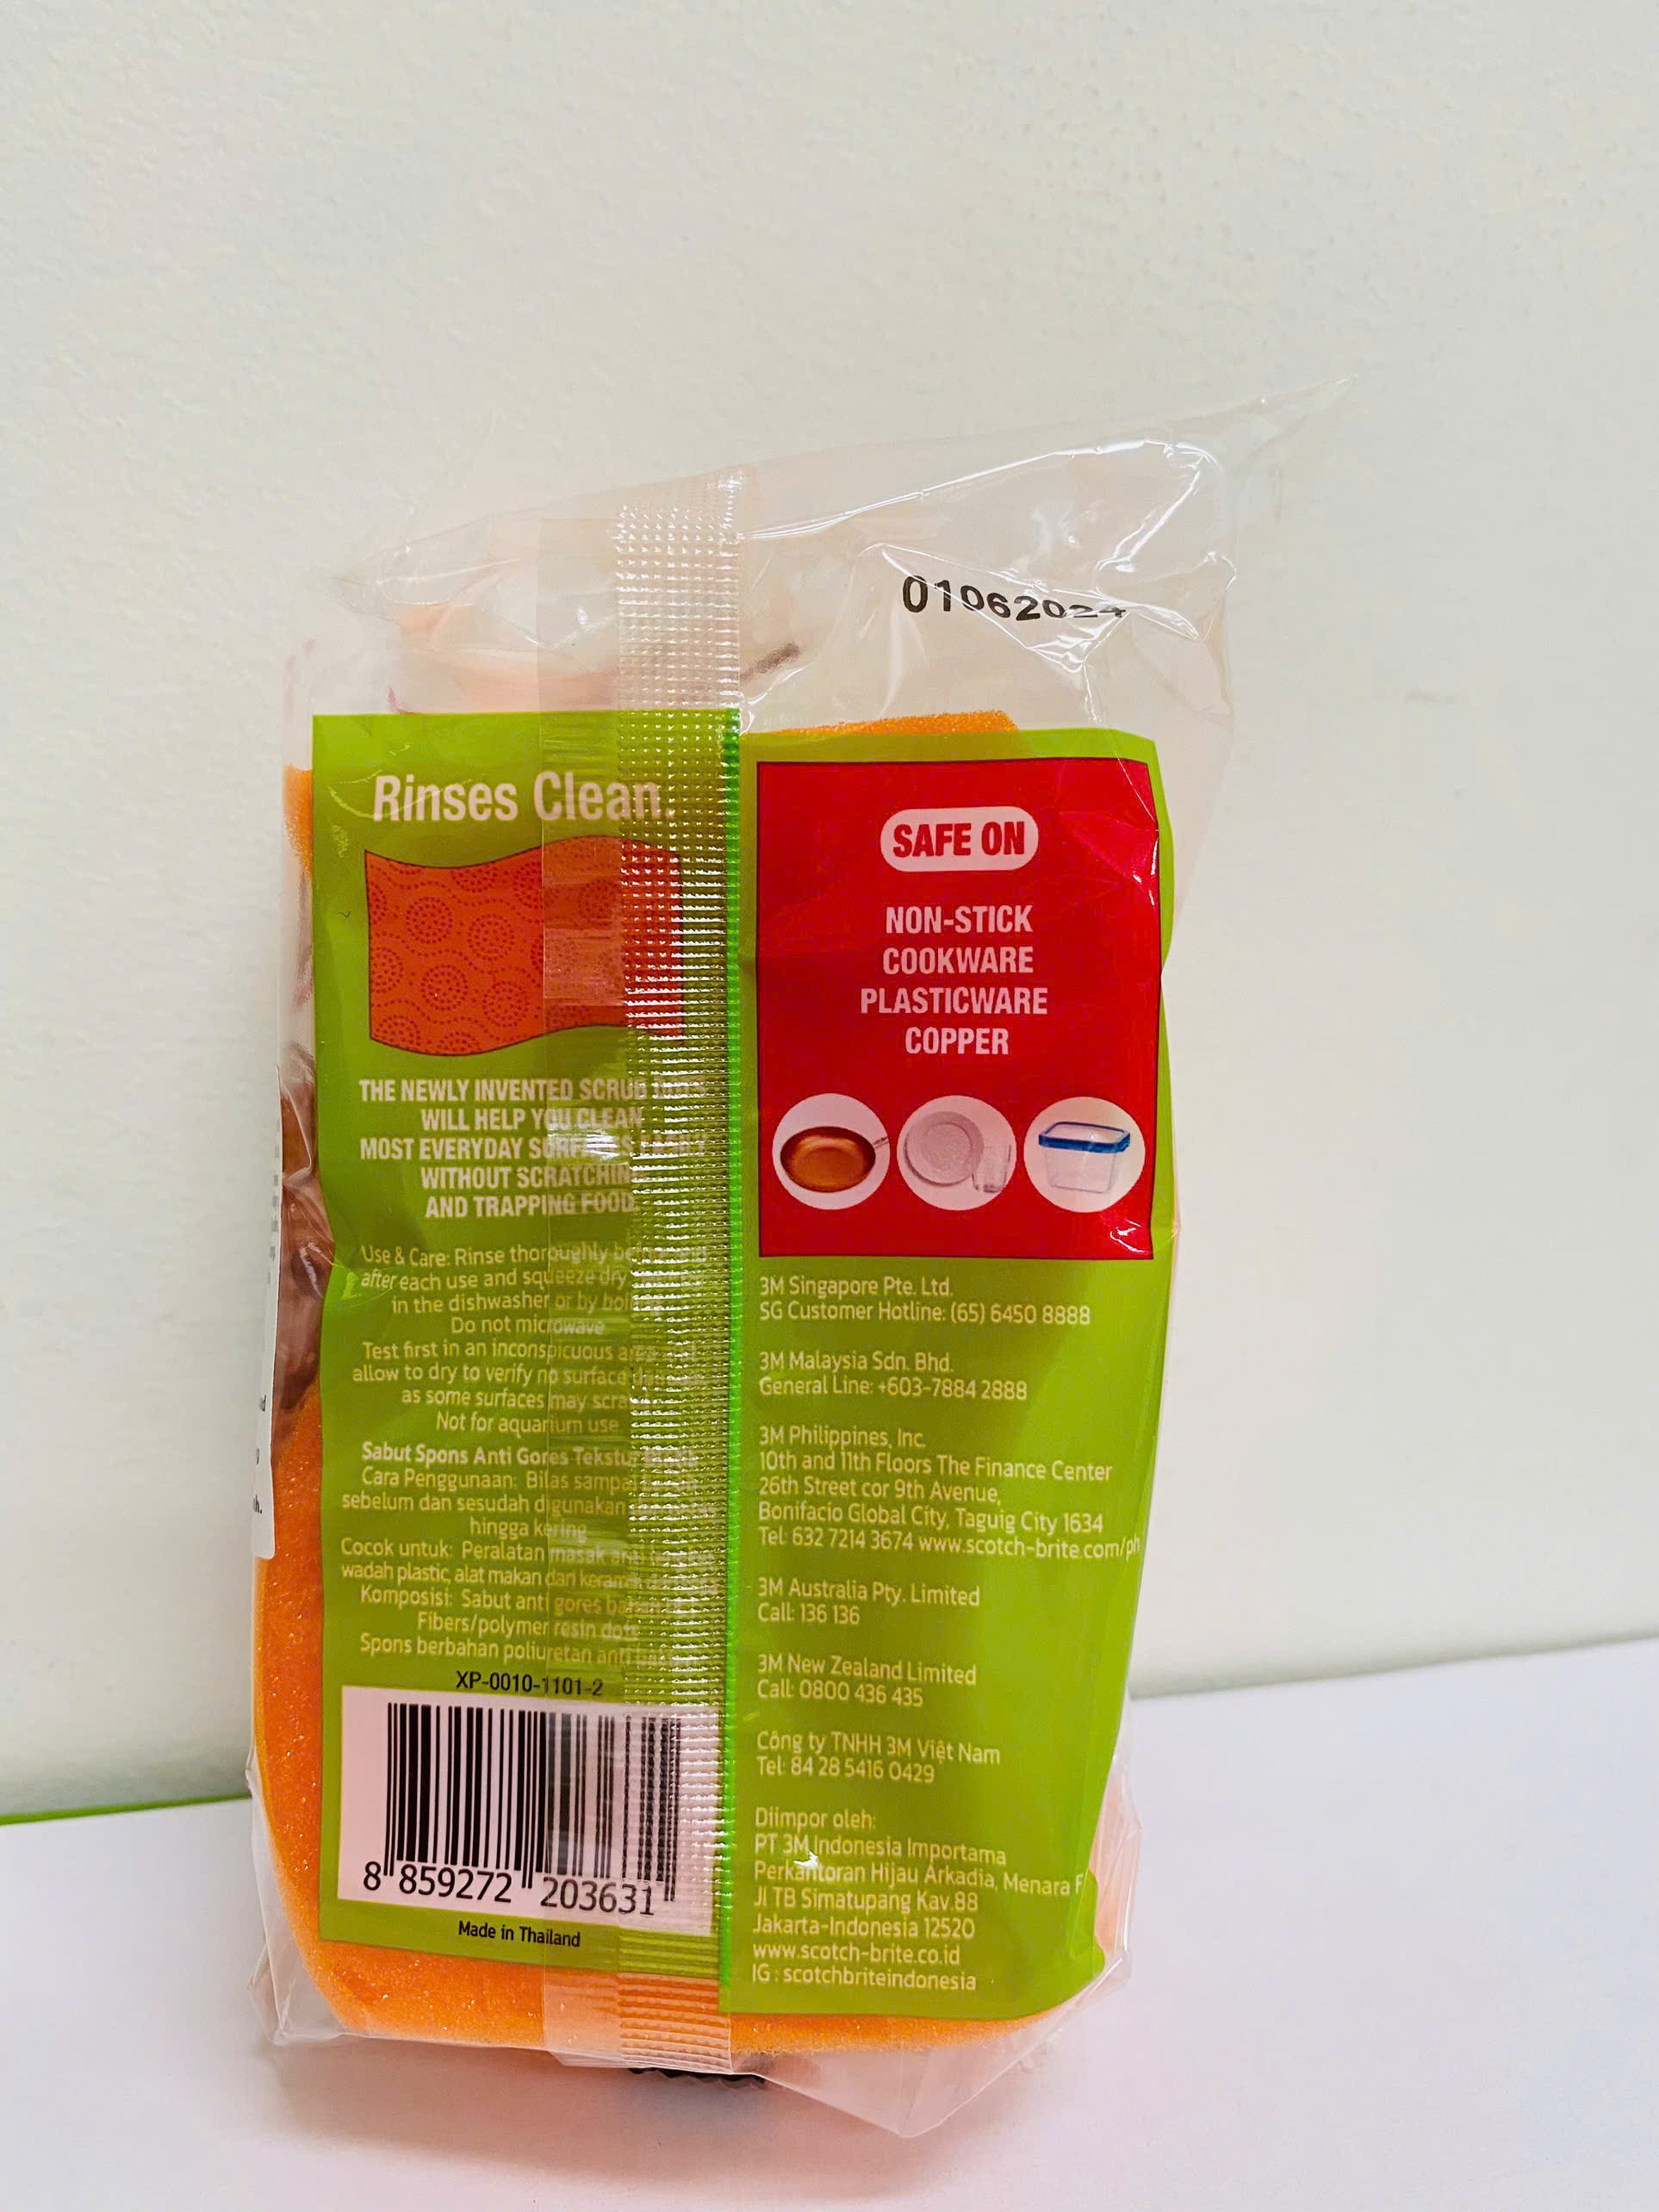 01062024
Rinses Clean.
THE NEWLY INVENTED SCRUB
WILL HELP YOU CLEAN
MOST EVERYDAY SURFACES
WITHOUT SCRATCHING
AND TRAPPING FOOD.
Use & Care: Rinse thoroughly
after each use and squeeze dry
in the dishwasher or by
Do not microwave
Test first in an inconspicuous
allow to dry to verify no surface
as some surfaces may
Not for aquarium use
Sabut Spons Anti Gores
Cara Penggunaan: Bilas
sebelum dan sesudah digunakan
hingga kering
Cocok untuk: Peralatan masak anti
wadah plastic, alat makan dan
Komposisi: Sabut anti gores
Fibers/polymer resin dots
Spons berbahan poliuretan anti
XP-0010-1101-2
8 859272 203631
Made in Thailand
SAFE ON
NON-STICK
COOKWARE
PLASTICWARE
COPPER
3M Singapore Pte. Ltd.
SG Customer Hotline: (65) 6450 8888
3M Malaysia Sdn. Bhd.
General Line: +603-7884 2888
3M Philippines, Inc.
10th and 11th Floors The Finance Center
26th Street cor 9th Avenue,
Bonifacio Global City, Taguig City 1634
Tel: 632 7214 3674 www.scotch-brite.com/ph
3M Australia Pty. Limited
Call: 136 136
3M New Zealand Limited
Call: 0800 436 435
Công ty TNHH 3M Việt Nam
Tel: 84 28 5416 0429
Diimpor oleh:
PT 3M Indonesia Importama
Perkantoran Hijau Arkadia, Menara F
Jl TB Simatupang Kav.88
Jakarta-Indonesia 12520
www.scotch-brite.co.id
IG : scotchbriteindonesia